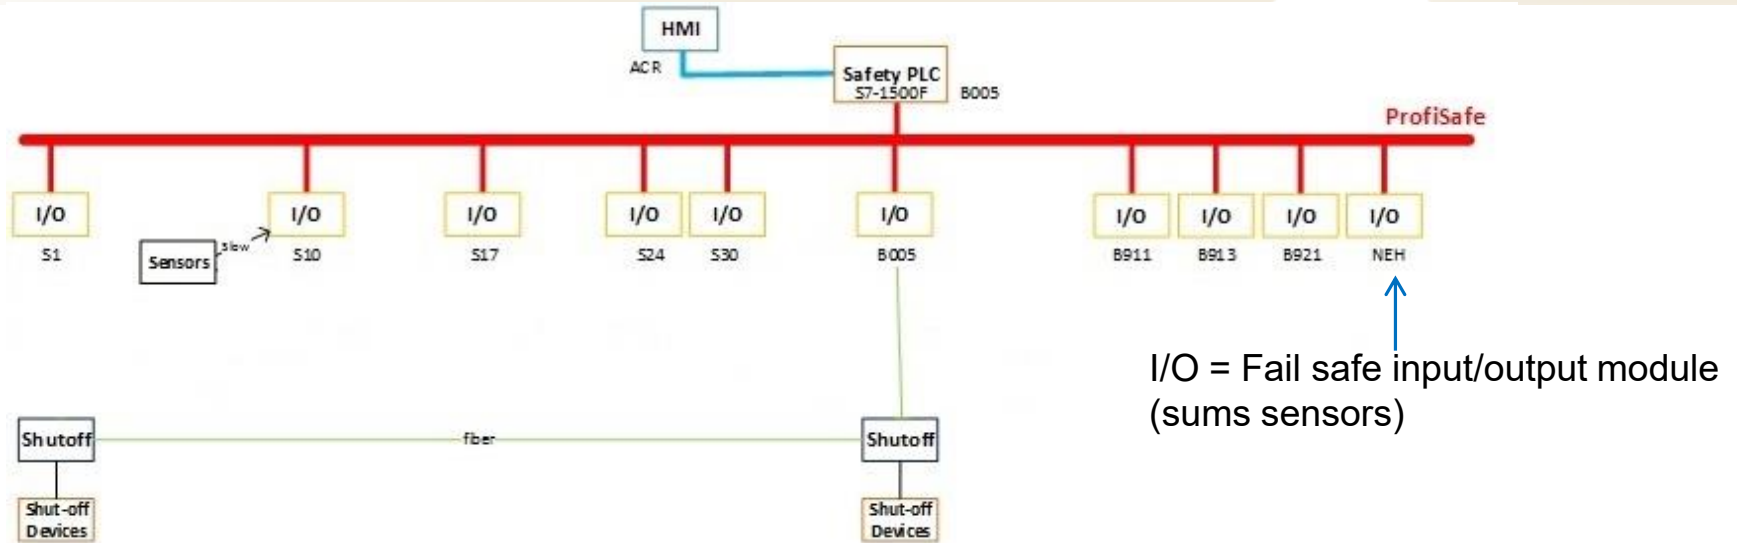 HMI
ACR
Safety PLC
S7-1500F
B005
ProfiSafe
I/O
I/O
I/O
I/O
I/O
I/O
I/O
I/O
I/O
I/O
S1
Sensors
Slow
S10
S17
S24
S30
B005
B911
B913
B921
NEH
I/O = Fail safe input/output module
(sums sensors)
Shutoff
fiber
Shutoff
Shut-off
Devices
Shut-off
Devices